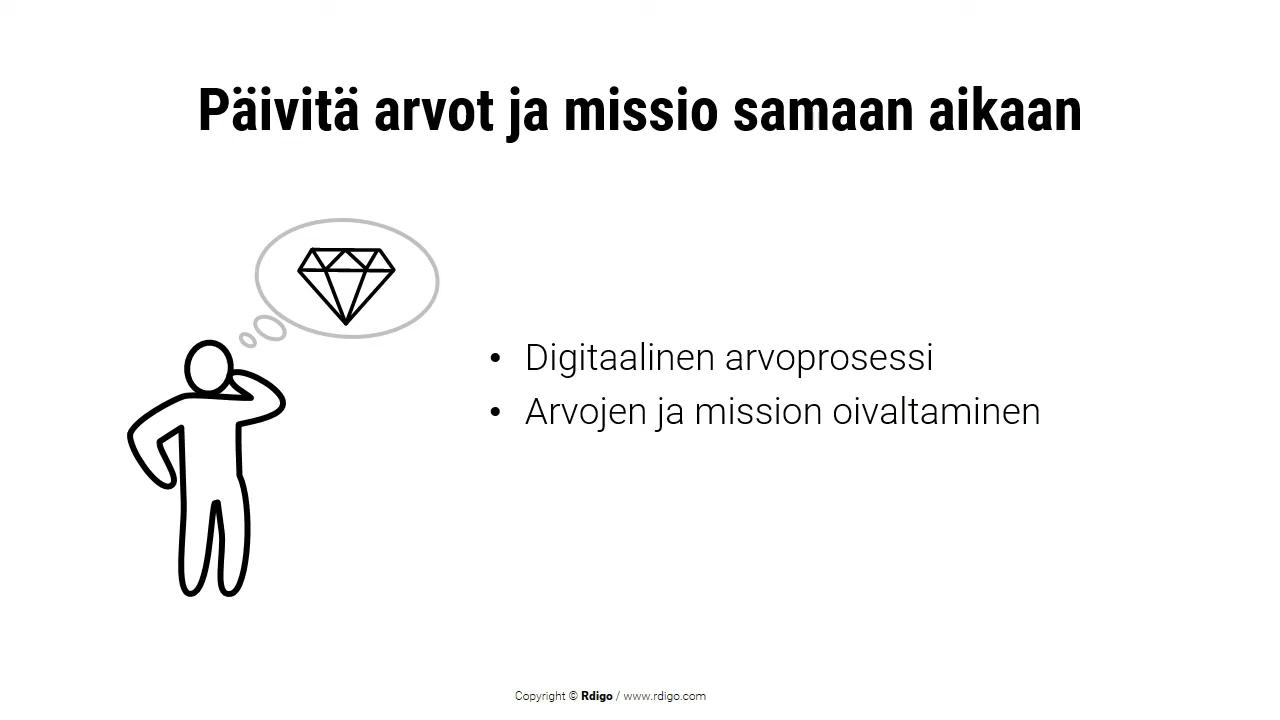 Päivitä arvot ja missio samaan aikaan
• Digitaalinen arvoprosessi
• Arvojen ja mission oivaltaminen
Copyright © Rdigo / www.rdigo.com